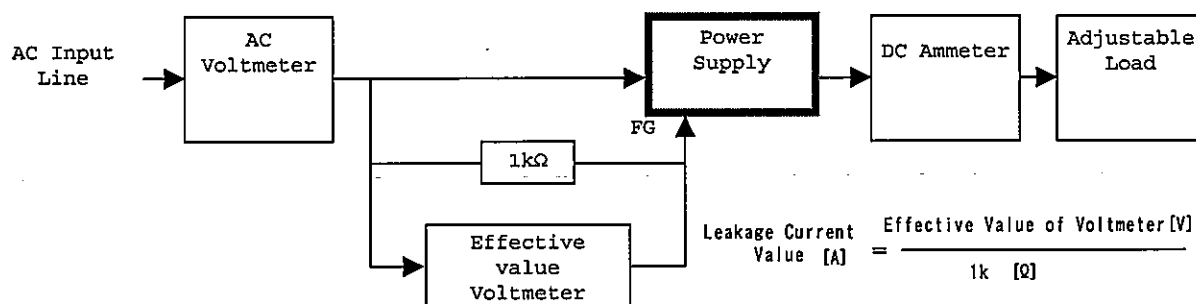 AC Input
Line
AC
Voltmeter
Power
Supply
DC Ammeter
Adjustable
Load
FG
1kΩ
Effective
value
Voltmeter
Leakage Current
Value [A]
=
Effective Value of Voltmeter[V]
1k [Ω]